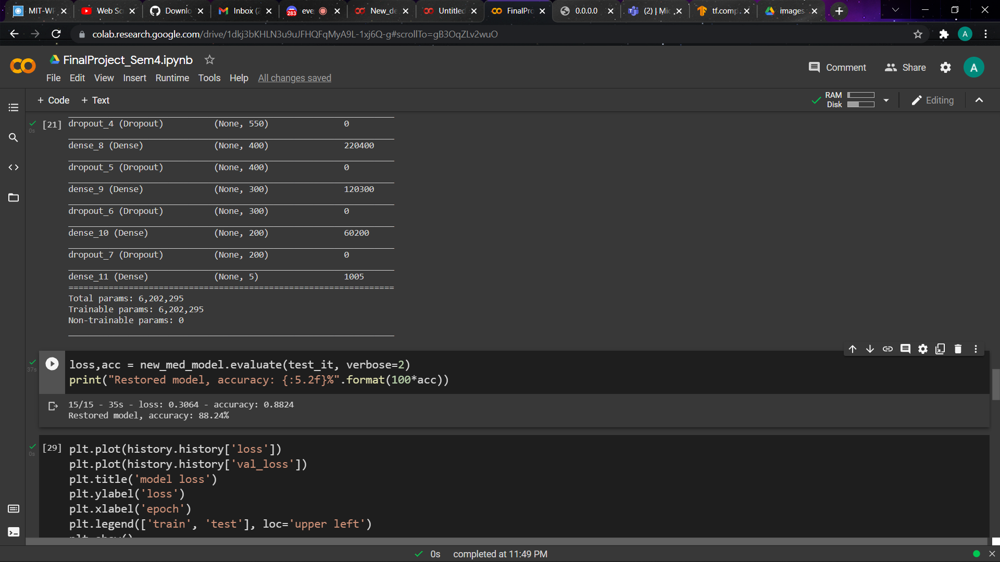 MIT-WP
Web Sc
Downlo
Inbox (2
283 eve
New_de
Untitled
FinalPro
0.0.0.0
(2) | Mic
tf.comp
images
colab.research.google.com/drive/1dkj3bKHLN3u9uJFHQFqMyA9L-1xj6Q-g#scrollTo=gB3OqZLv2wuO
A
FinalProject_Sem4.ipynb
Comment Share A
File Edit View Insert Runtime Tools Help All changes saved
+ Code + Text
RAM
Disk
Editing
[21] dropout_4 (Dropout) (None, 550) 0
0s
dense_8 (Dense) (None, 400) 220400
dropout_5 (Dropout) (None, 400) 0
dense_9 (Dense) (None, 300) 120300
dropout_6 (Dropout) (None, 300) 0
dense_10 (Dense) (None, 200) 60200
dropout_7 (Dropout) (None, 200) 0
dense_11 (Dense) (None, 5) 1005
=================================================================
Total params: 6,202,295
Trainable params: 6,202,295
Non-trainable params: 0
37s
loss,acc = new_med_model.evaluate(test_it, verbose=2)
print("Restored model, accuracy: {:5.2f}%".format(100*acc))
15/15 - 35s - loss: 0.3064 - accuracy: 0.8824
Restored model, accuracy: 88.24%
[29] plt.plot(history.history['loss'])
0s
plt.plot(history.history['val_loss'])
plt.title('model loss')
plt.ylabel('loss')
plt.xlabel('epoch')
plt.legend(['train', 'test'], loc='upper left')
plt.show()
0s completed at 11:49 PM